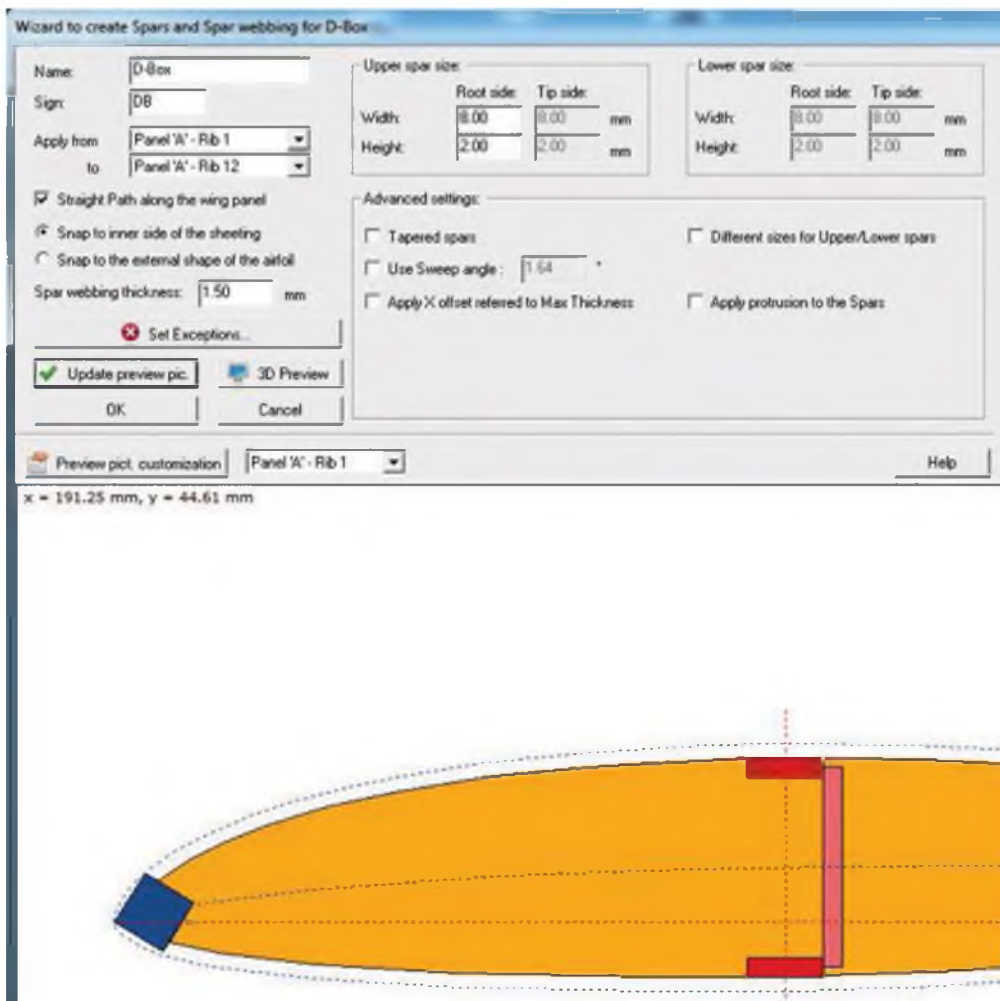 Wizard to create Spars and Spar webbing for D-Box
Name: D-Box
Sign: DB
Apply from Panel 'A' - Rib 1
to Panel 'A' - Rib 12
Straight Path along the wing panel
Snap to inner side of the sheeting
Snap to the external shape of the airfoil
Spar webbing thickness: 1.50 mm
Set Exceptions...
Update preview pic. 3D Preview
OK Cancel
Upper spar size:
Root side: Tip side:
Width: 8.00 8.00 mm
Height: 2.00 2.00 mm
Lower spar size:
Root side: Tip side:
Width: 8.00 8.00 mm
Height: 2.00 2.00 mm
Advanced settings:
Tapered spars Different sizes for Upper/Lower spars
Use Sweep angle : 1.64 °
Apply X offset referred to Max Thickness Apply protrusion to the Spars
Preview pict. customization Panel 'A' - Rib 1 Help
x = 191.25 mm, y = 44.61 mm